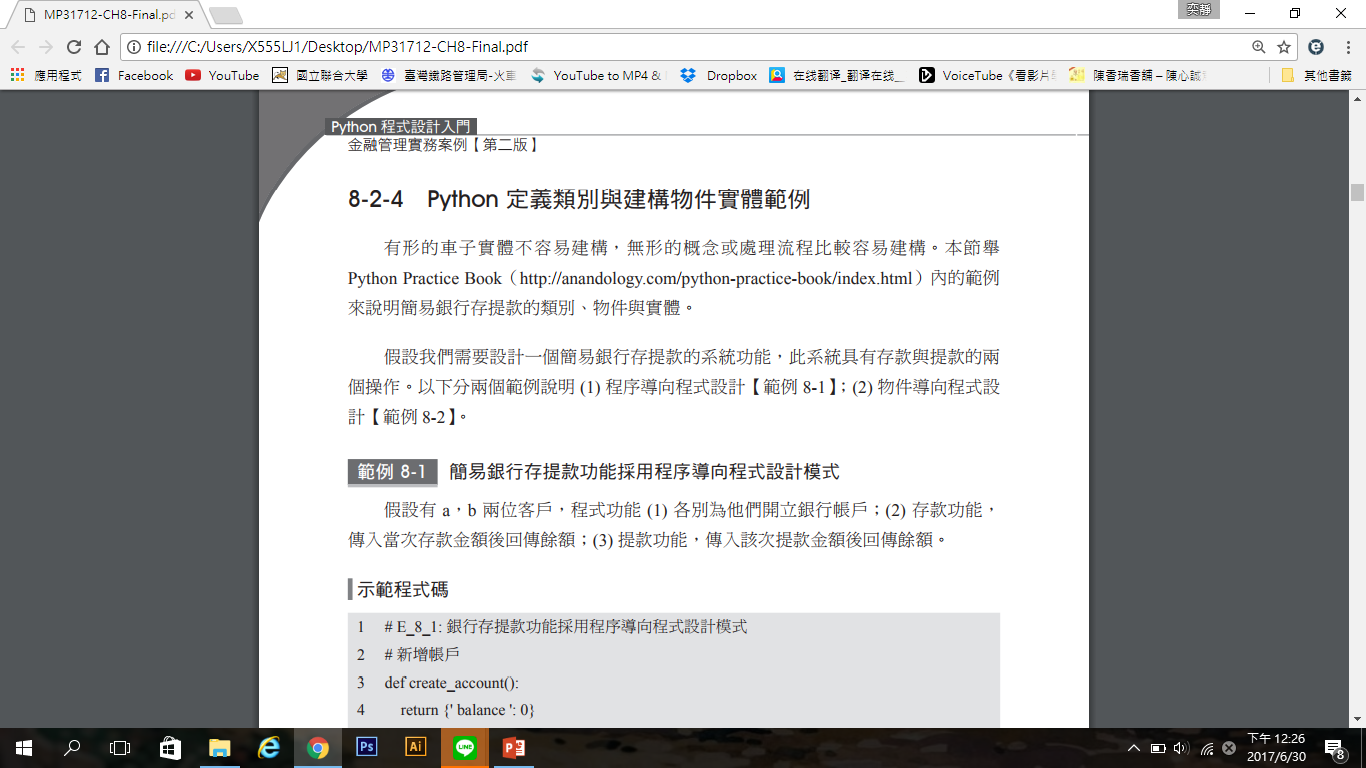 MP31712-CH8-Final.pd
奕靜
file:///C:/Users/X555LJ1/Desktop/MP31712-CH8-Final.pdf
應用程式 Facebook YouTube 國立聯合大學 臺灣鐵路管理局-火車 YouTube to MP4 & Dropbox 在线翻译_翻译在线_ VoiceTube《看影片 陳香瑞香鋪 – 陳心誠 其他書籤
Python 程式設計入門
金融管理實務案例【第二版】
8-2-4 Python 定義類別與建構物件實體範例
有形的車子實體不容易建構，無形的概念或處理流程比較容易建構。本節舉
Python Practice Book（http://anandology.com/python-practice-book/index.html）內的範例
來說明簡易銀行存提款的類別、物件與實體。
假設我們需要設計一個簡易銀行存提款的系統功能，此系統具有存款與提款的兩
個操作。以下分兩個範例說明 (1) 程序導向程式設計【範例 8-1】；(2) 物件導向程式設
計【範例 8-2】。
範例 8-1 簡易銀行存提款功能採用程序導向程式設計模式
假設有 a，b 兩位客戶，程式功能 (1) 各別為他們開立銀行帳戶；(2) 存款功能，
傳入當次存款金額後回傳餘額；(3) 提款功能，傳入該次提款金額後回傳餘額。
示範程式碼
1 # E_8_1: 銀行存提款功能採用程序導向程式設計模式
2 # 新增帳戶
3 def create_account():
4 return {' balance ': 0}
Ps Ai LINE
下午 12:26
2017/6/30
8